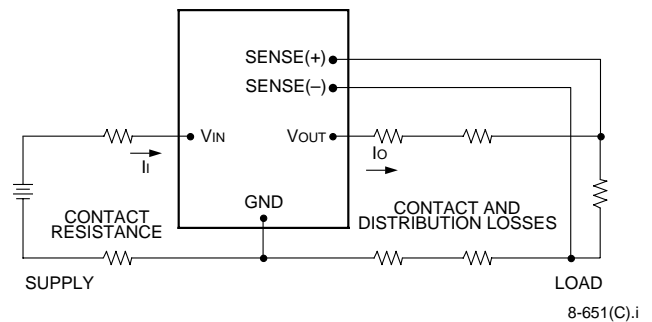 SENSE(+)
SENSE(–)
VIN
VOUT
II
IO
GND
CONTACT
RESISTANCE
CONTACT AND
DISTRIBUTION LOSSES
SUPPLY
LOAD
8-651(C).i